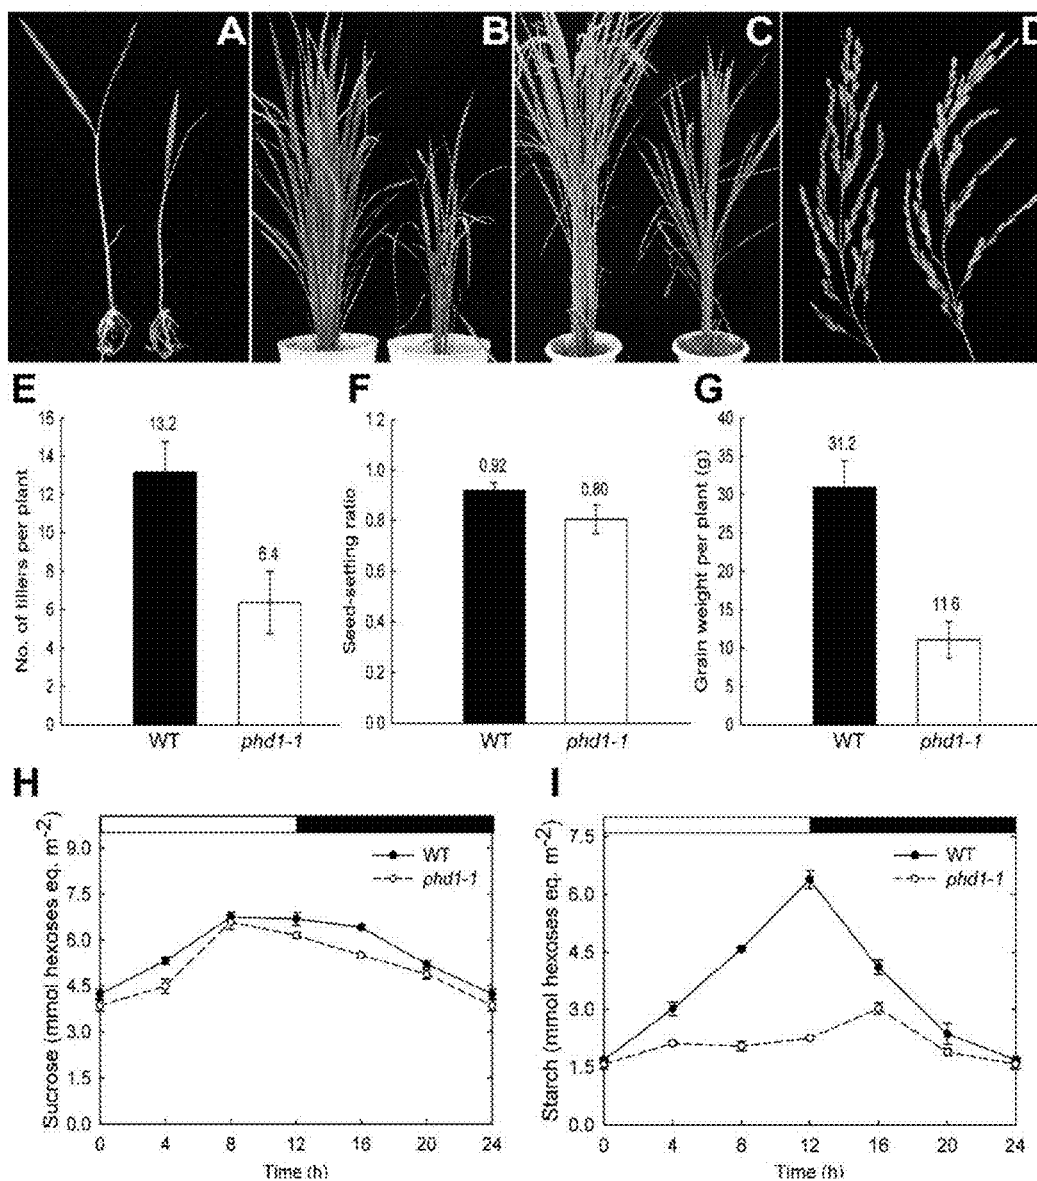 A B C D
E F G
No. of tillers per plant
16
14
12
10
8
6
4
2
0
13.2
6.4
WT phd1-1
Seed-setting ratio
1.2
1.0
0.8
0.6
0.4
0.2
0.0
0.92
0.80
WT phd1-1
Grain weight per plant (g)
40
35
30
25
20
15
10
5
0
31.2
11.6
WT phd1-1
H I
Sucrose (mmol hexoses eq. m-2)
9.0
7.5
6.0
4.5
3.0
1.5
0.0
WT
phd1-1
0 4 8 12 16 20 24
Time (h)
Starch (mmol hexoses eq. m-2)
7.5
6.0
4.5
3.0
1.5
0.0
WT
phd1-1
0 4 8 12 16 20 24
Time (h)